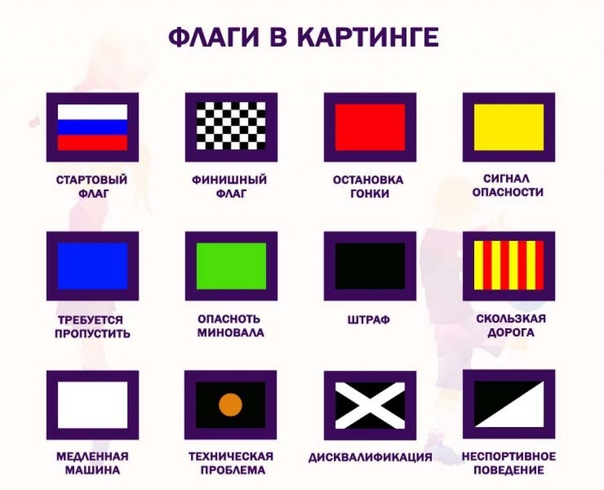 ФЛАГИ В КАРТИНГЕ
СТАРТОВЫЙ
ФЛАГ
ФИНИШНЫЙ
ФЛАГ
ОСТАНОВКА
ГОНКИ
СИГНАЛ
ОПАСНОСТИ
ТРЕБУЕТСЯ
ПРОПУСТИТЬ
ОПАСНОТЬ
МИНОВАЛА
ШТРАФ
СКОЛЬЗКАЯ
ДОРОГА
МЕДЛЕННАЯ
МАШИНА
ТЕХНИЧЕСКАЯ
ПРОБЛЕМА
ДИСКВАЛИФИКАЦИЯ
НЕСПОРТИВНОЕ
ПОВЕДЕНИЕ